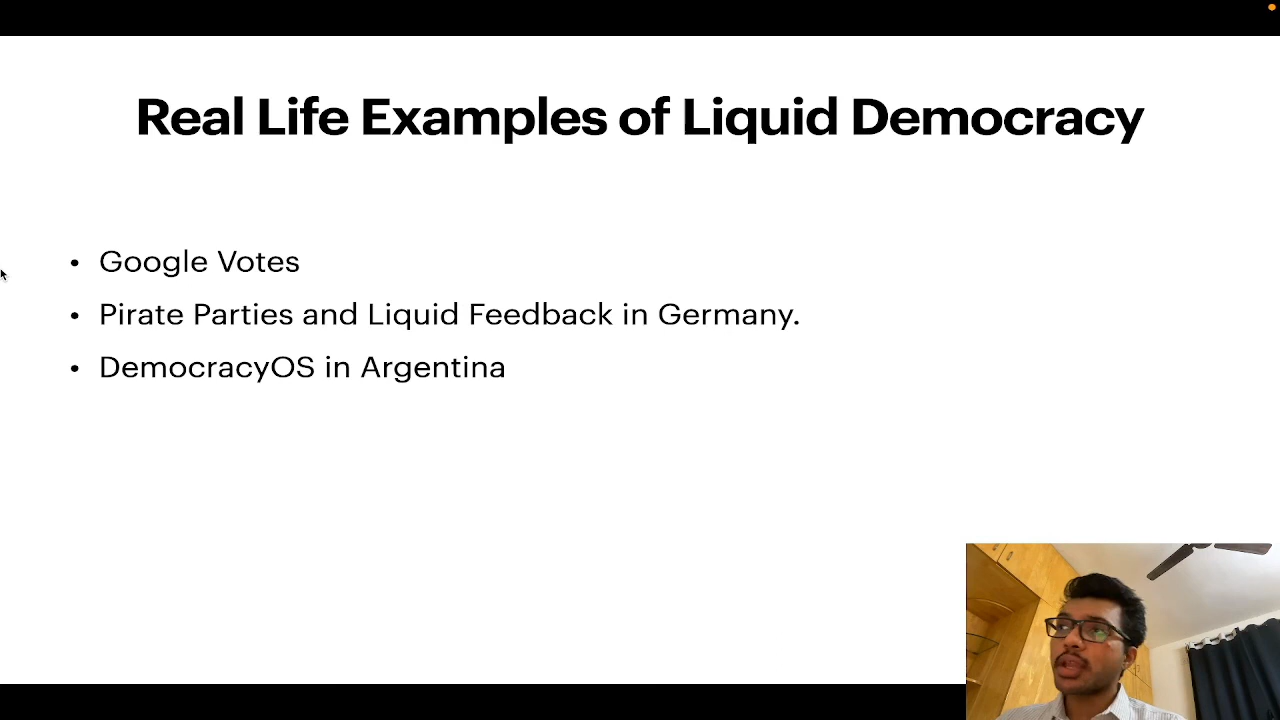 Real Life Examples of Liquid Democracy
• Google Votes
• Pirate Parties and Liquid Feedback in Germany.
• DemocracyOS in Argentina